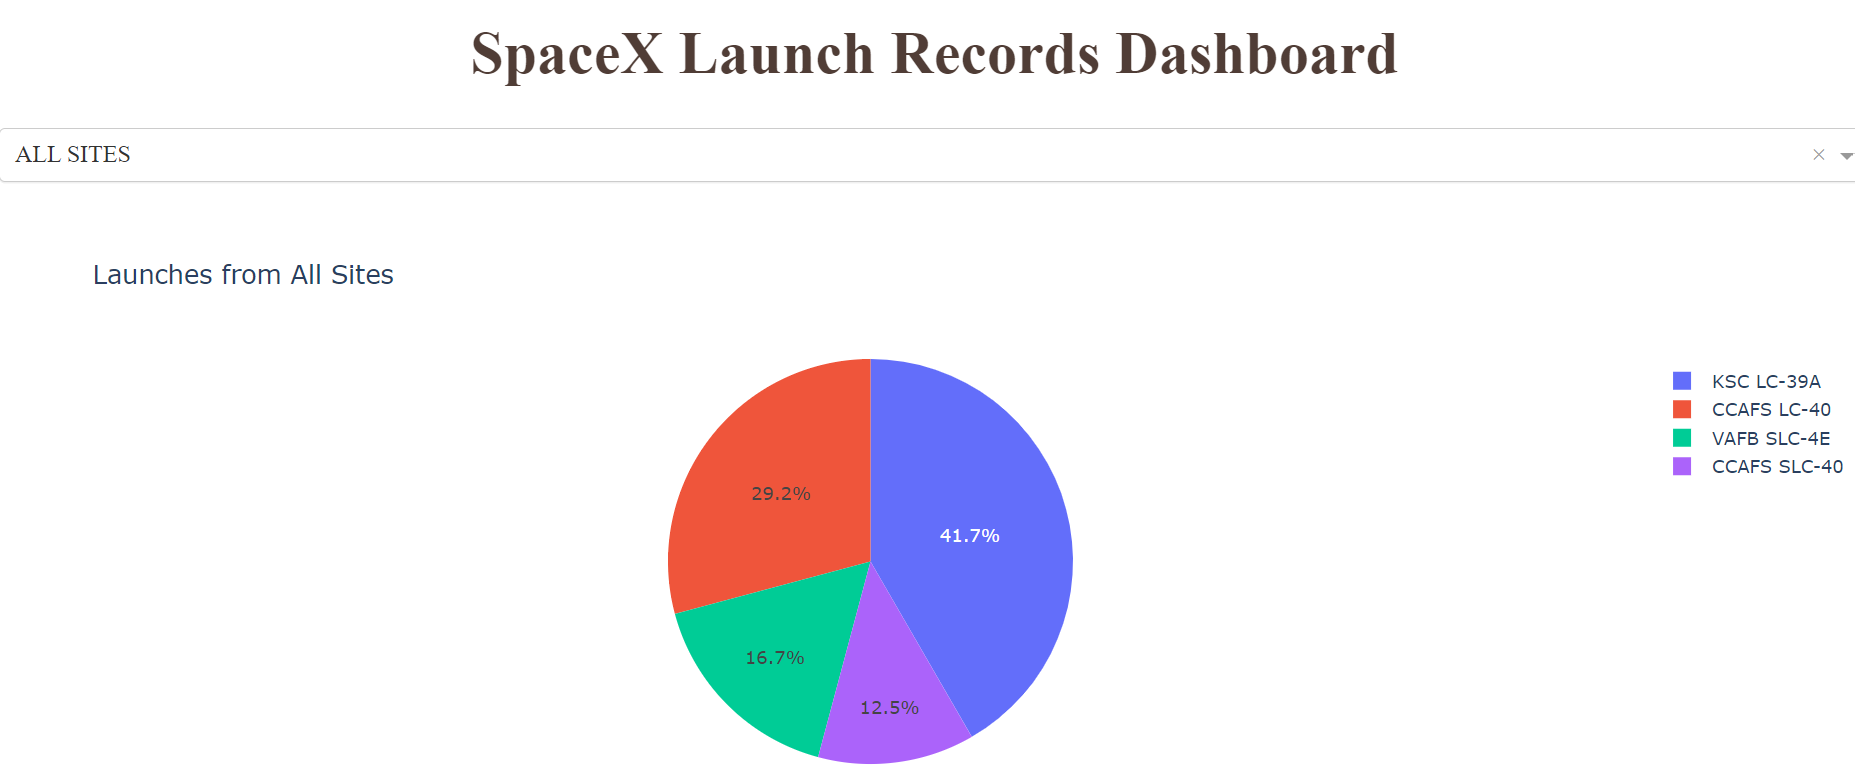 SpaceX Launch Records Dashboard
ALL SITES
×
Launches from All Sites
KSC LC-39A
CCAFS LC-40
VAFB SLC-4E
CCAFS SLC-40
29.2%
41.7%
16.7%
12.5%